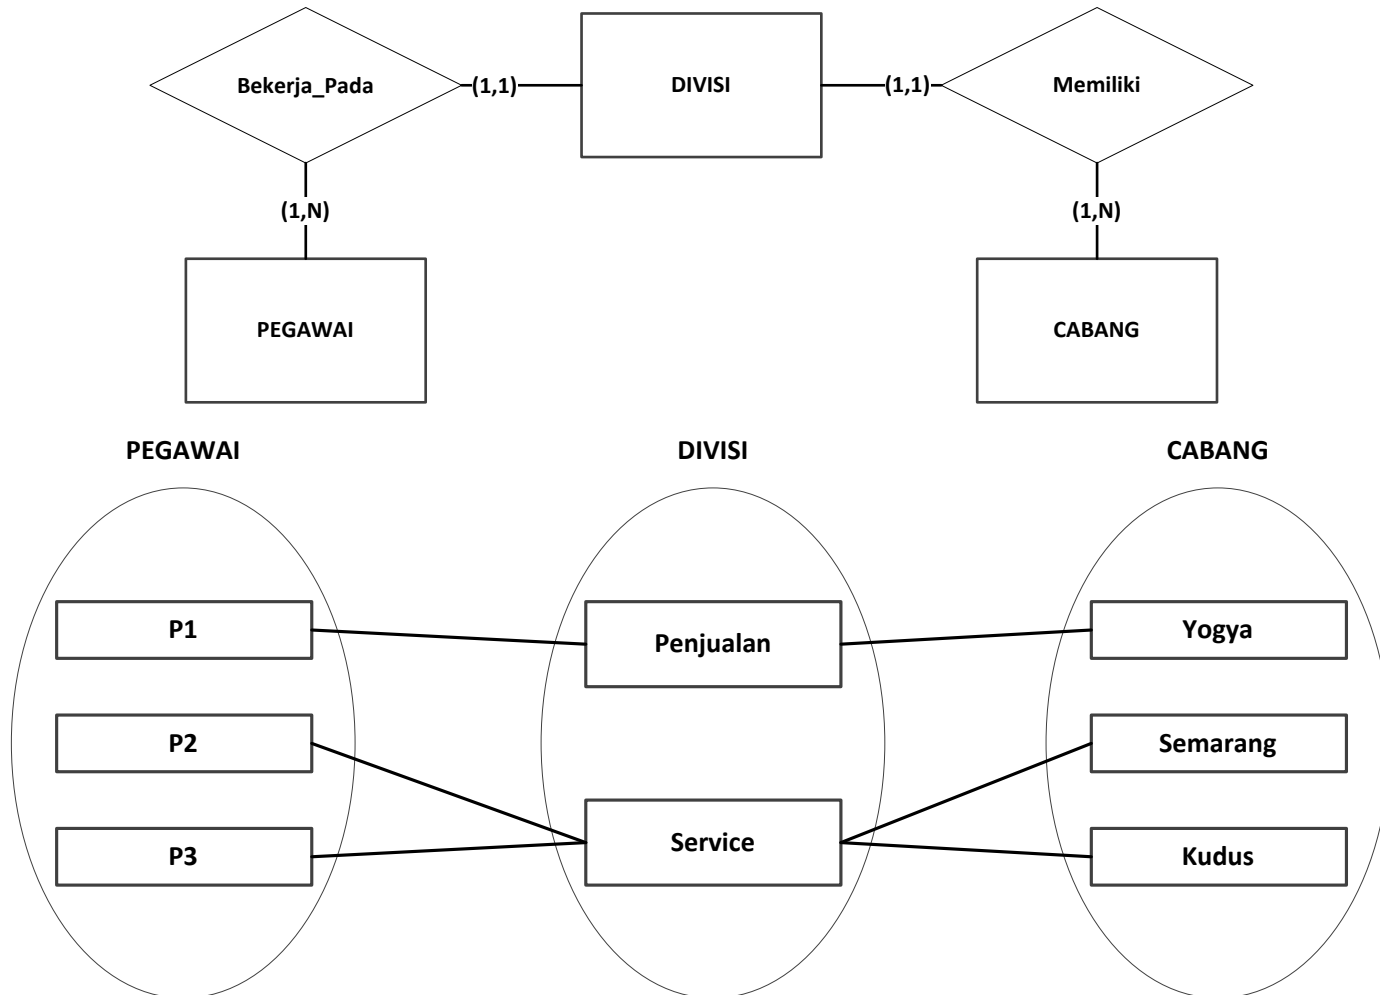 Bekerja_Pada
(1,1)
DIVISI
(1,1)
Memiliki
(1,N)
(1,N)
PEGAWAI
CABANG
PEGAWAI
DIVISI
CABANG
P1
Penjualan
Yogya
P2
Semarang
P3
Service
Kudus